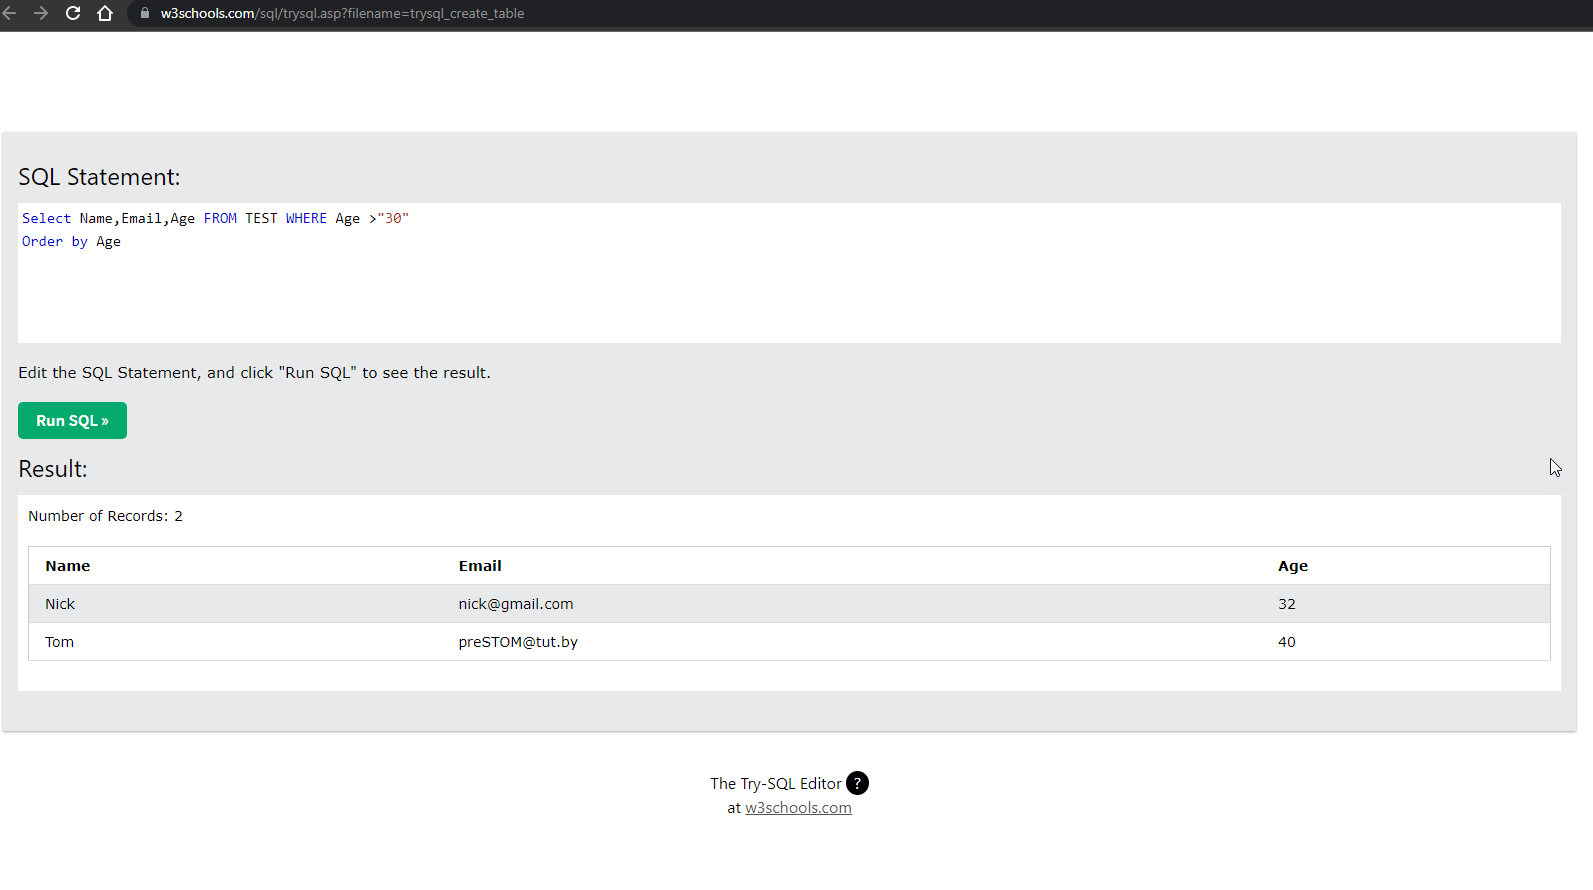 w3schools.com/sql/trysql.asp?filename=trysql_create_table
SQL Statement:
Select Name,Email,Age FROM TEST WHERE Age >"30"
Order by Age
Edit the SQL Statement, and click "Run SQL" to see the result.
Run SQL »
Result:
Number of Records: 2
Name Email Age
Nick nick@gmail.com 32
Tom preSTOM@tut.by 40
The Try-SQL Editor ?
at w3schools.com